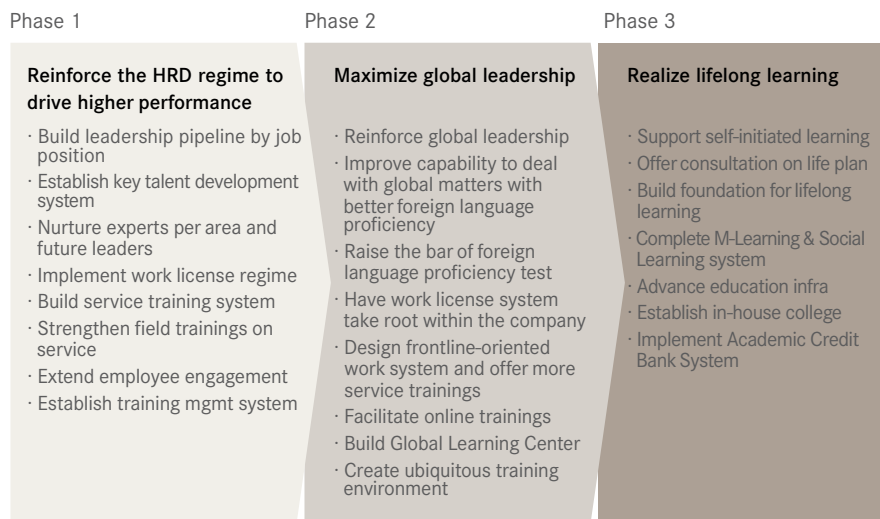 Phase 1
Reinforce the HRD regime to
drive higher performance
· Build leadership pipeline by job
position
· Establish key talent development
system
· Nurture experts per area and
future leaders
· Implement work license regime
· Build service training system
· Strengthen field trainings on
service
· Extend employee engagement
· Establish training mgmt system
Phase 2
Maximize global leadership
· Reinforce global leadership
· Improve capability to deal
with global matters with
better foreign language
proficiency
· Raise the bar of foreign
language proficiency test
· Have work license system
take root within the company
· Design frontline-oriented
work system and offer more
service trainings
· Facilitate online trainings
· Build Global Learning Center
· Create ubiquitous training
environment
Phase 3
Realize lifelong learning
· Support self-initiated learning
· Offer consultation on life plan
· Build foundation for lifelong
learning
· Complete M-Learning & Social
Learning system
· Advance education infra
· Establish in-house college
· Implement Academic Credit
Bank System